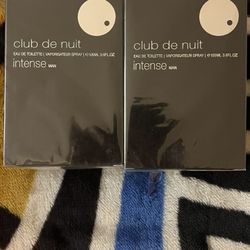 club de nuit
EAU DE TOILETTE | VAPORISATEUR SPRAY | e 105ML 3.6FL.OZ
intense MAN
club de nuit
EAU DE TOILETTE | VAPORISATEUR SPRAY | e 105ML 3.6FL.OZ
intense MAN